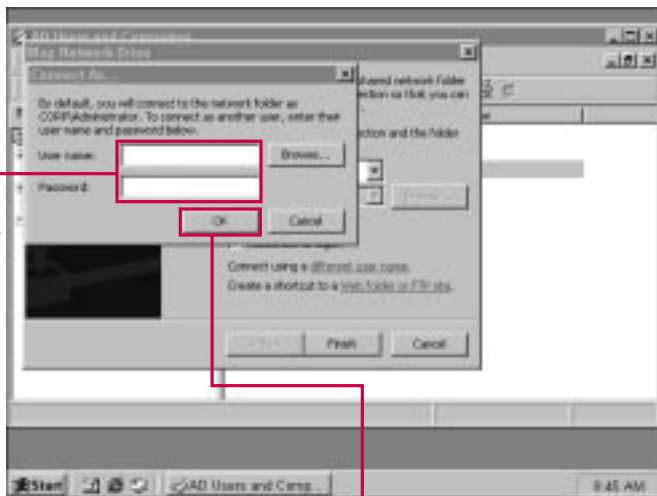 AD Users and Computers
Map Network Drive
Connect As...
shared network folder
ection so that you can
By default, you will connect to the network folder as
CORP\Administrator. To connect as another user, enter their
user name and password below.
ection and the folder
User name:
Browse...
Password:
OK
Cancel
Connect using a different user name.
Create a shortcut to a Web folder or FTP site.
Finish
Cancel
Start
AD Users and Comp...
8:45 AM